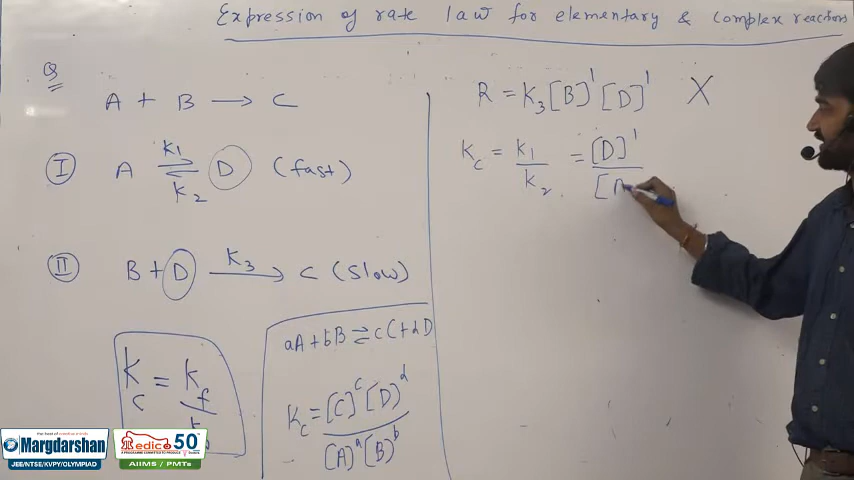 Expression of rate law for elementary & complex reactions
Q
A + B → C
I A k1 ⇌ k2 D (fast)
II B + D K3 → C (Slow)
Kc = Kf
aA + bB ⇌ cC + dD
Kc = [C]^c [D]^d
[A]^a [B]^b
R = K3 [B]^1 [D]^1 X
Kc = k1 / k2 = [D]^1
Margdarshan
JEE/NTSE/KVPY/OLYMPIAD
Medico 50
AIIMS / PMTs